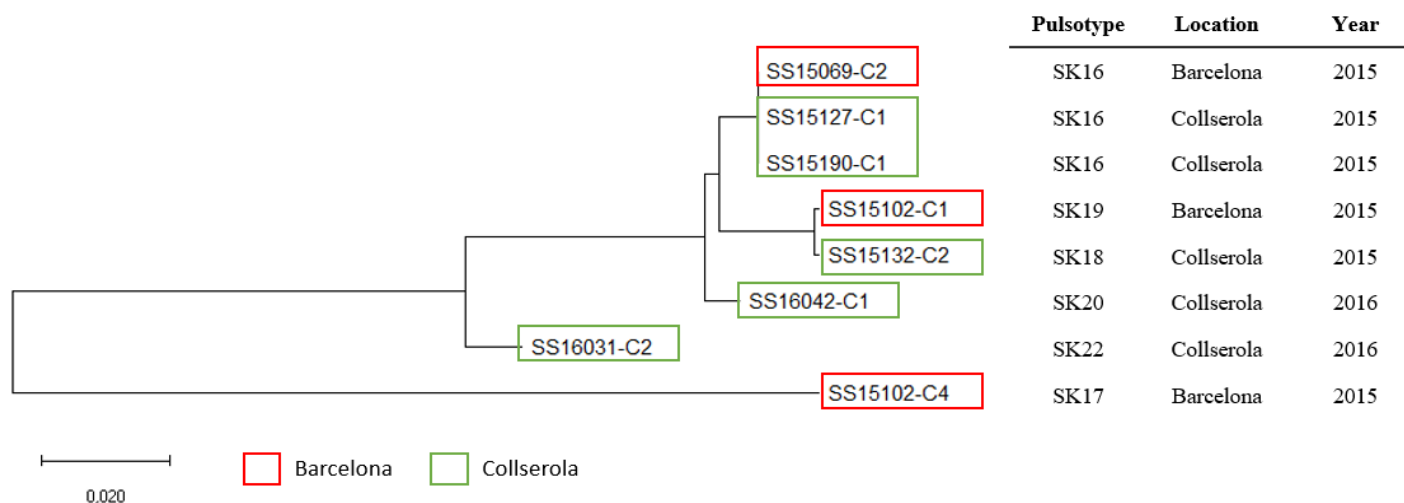 Pulsotype Location Year
SS15069-C2 SK16 Barcelona 2015
SS15127-C1 SK16 Collserola 2015
SS15190-C1 SK16 Collserola 2015
SS15102-C1 SK19 Barcelona 2015
SS15132-C2 SK18 Collserola 2015
SS16042-C1 SK20 Collserola 2016
SS16031-C2 SK22 Collserola 2016
SS15102-C4 SK17 Barcelona 2015
Barcelona Collserola
0.020